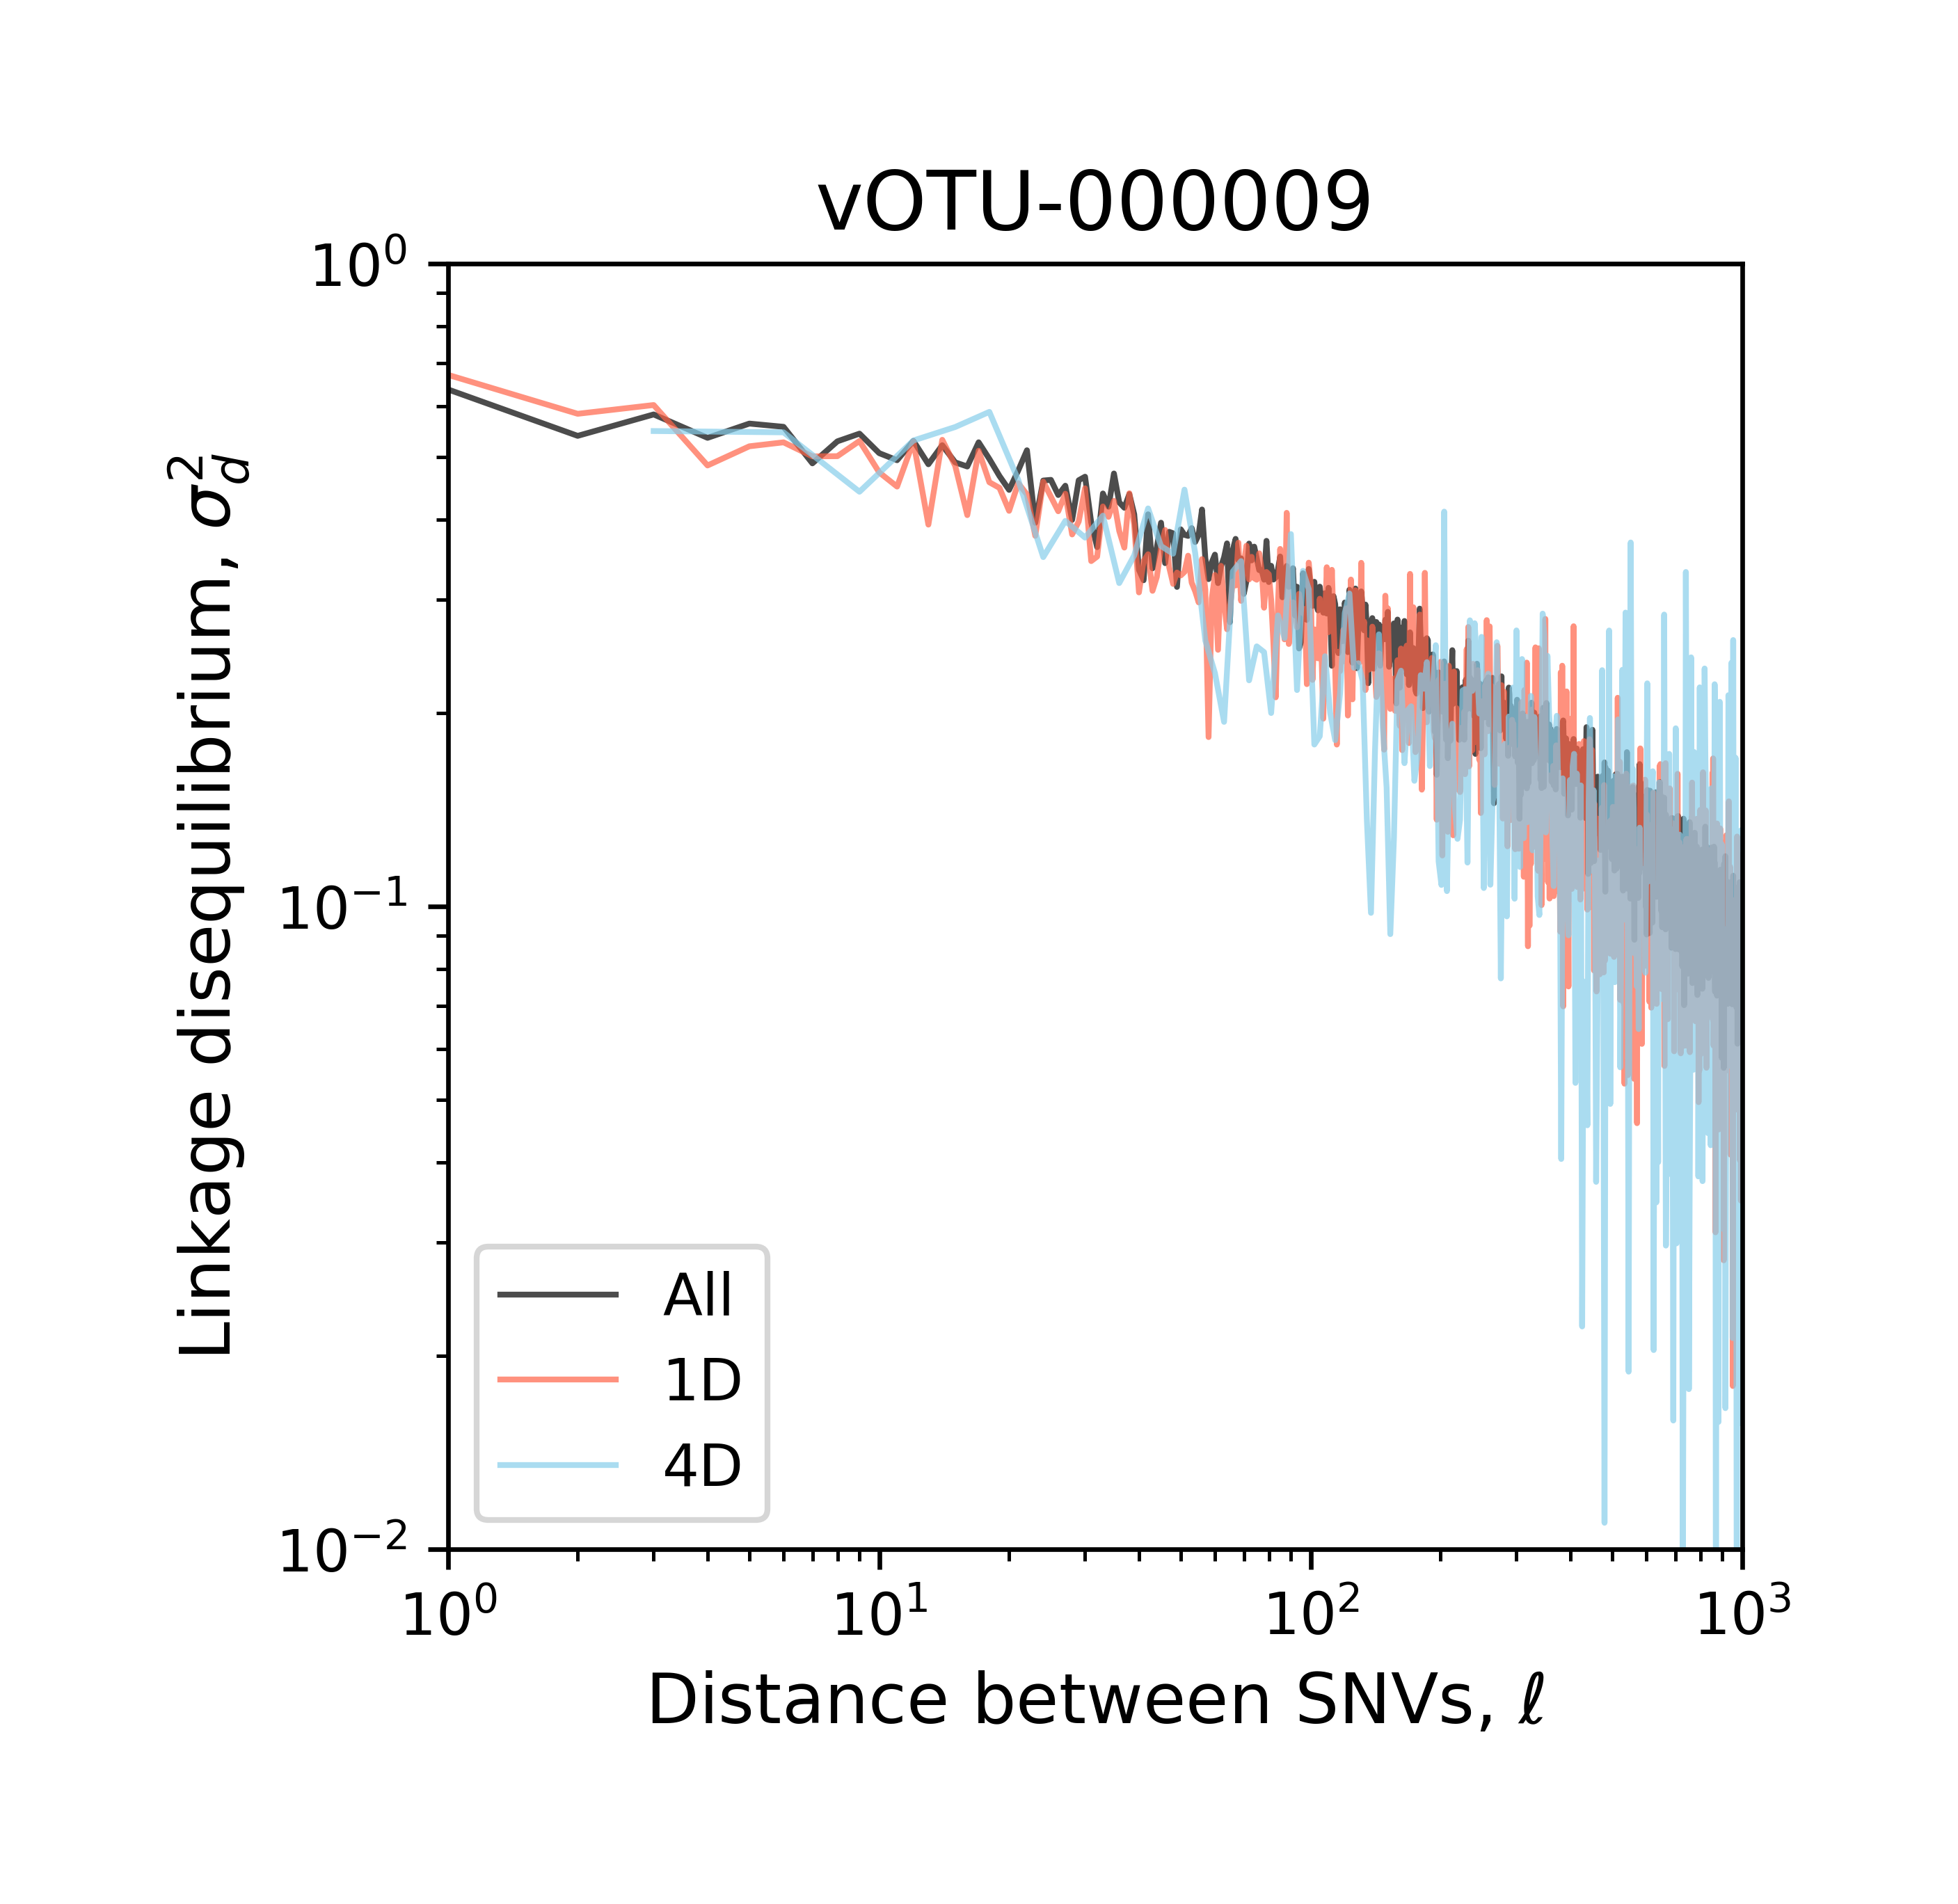 vOTU-000009
10⁰
10⁻¹
10⁻²
Linkage disequilibrium, σ²_d
All
1D
4D
10⁰ 10¹ 10² 10³
Distance between SNVs, ℓ